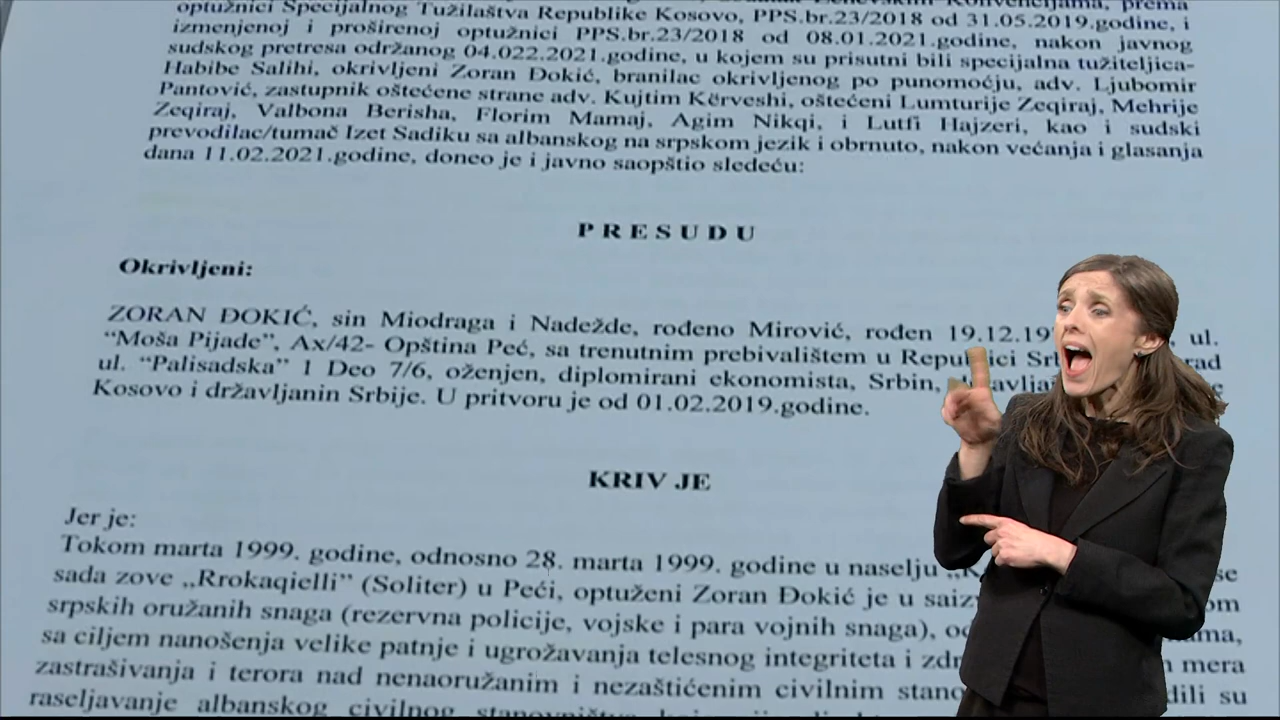 optužnici Specijalnog Tužilaštva Republike Kosovo, PPS.br.23/2018 od 31.05.2019.godine, i
izmenjenoj i proširenoj optužnici PPS.br.23/2018 od 08.01.2021.godine, nakon javnog
sudskog pretresa održanog 04.022.2021.godine, u kojem su prisutni bili specijalna tužiteljica-
Habibe Salihi, okrivljeni Zoran Đokić, branilac okrivljenog po punomoćju, adv. Ljubomir
Pantović, zastupnik oštećene strane adv. Kujtim Kërveshi, oštećeni Lumturije Zeqiraj, Mehrije
Zeqiraj, Valbona Berisha, Florim Mamaj, Agim Nikqi, i Lutfi Hajzeri, kao i sudski
prevodilac/tumač Izet Sadiku sa albanskog na srpskom jezik i obrnuto, nakon većanja i glasanja
dana 11.02.2021.godine, doneo je i javno saopštio sledeću:
P R E S U D U
Okrivljeni:
ZORAN ĐOKIĆ, sin Miodraga i Nadežde, rođeno Mirović, rođen 19.12.19 ul.
“Moša Pijade”, Ax/42- Opština Peć, sa trenutnim prebivalištem u Republici
ul. “Palisadska” 1 Deo 7/6, oženjen, diplomirani ekonomista, Srbin,
Kosovo i državljanin Srbije. U pritvoru je od 01.02.2019.godine.
KRIV JE
Jer je:
Tokom marta 1999. godine, odnosno 28. marta 1999. godine u naselju se
sada zove „Rrokaqielli” (Soliter) u Peći, optuženi Zoran Đokić je u
srpskih oružanih snaga (rezervna policije, vojske i para vojnih snaga),
sa ciljem nanošenja velike patnje i ugrožavanja telesnog integriteta i mera
zastrašivanja i terora nad nenaoružanim i nezaštićenim civilnim su
raseljavanje albanskog civilnog